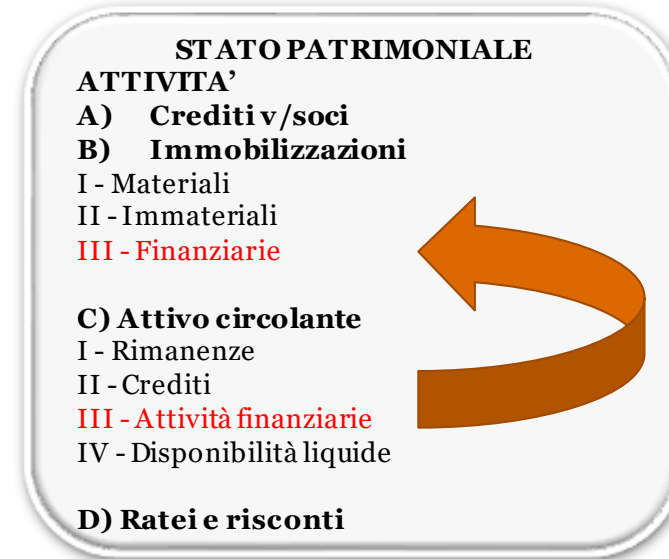 STATO PATRIMONIALE
ATTIVITA’
A) Crediti v/soci
B) Immobilizzazioni
I - Materiali
II - Immateriali
III - Finanziarie
C) Attivo circolante
I - Rimanenze
II - Crediti
III - Attività finanziarie
IV - Disponibilità liquide
D) Ratei e risconti